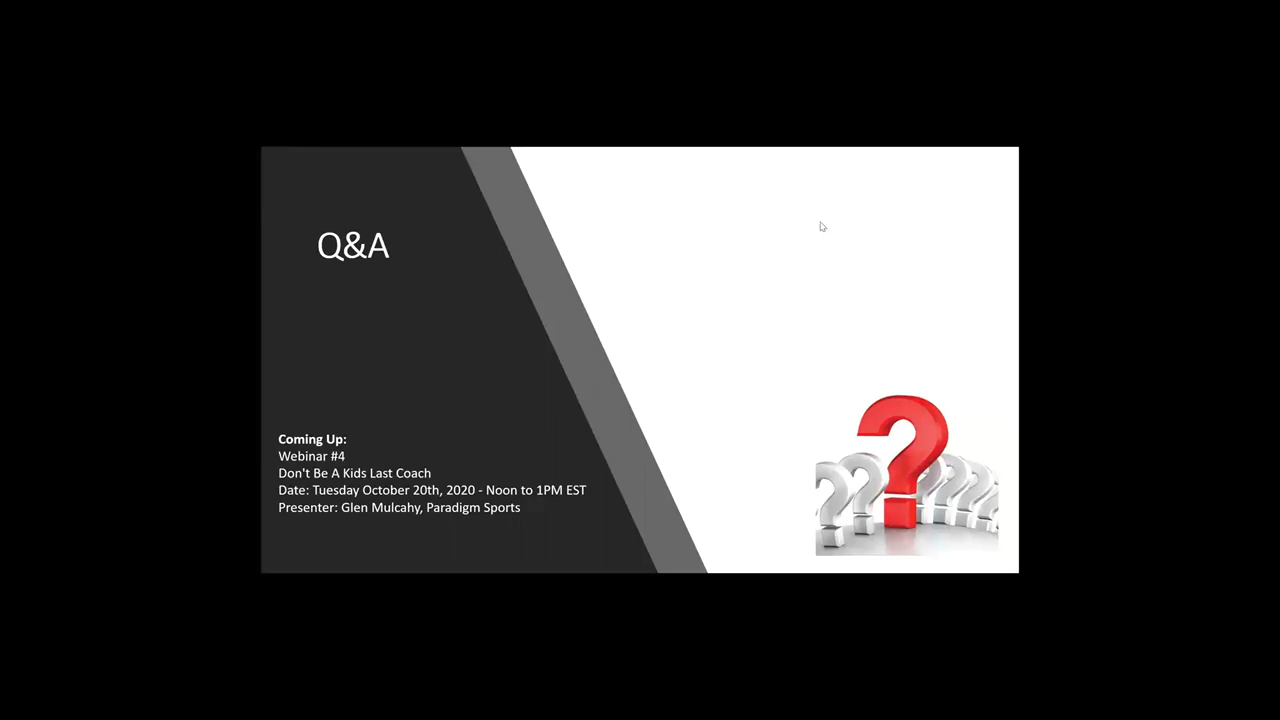 Q&A
Coming Up:
Webinar #4
Don't Be A Kids Last Coach
Date: Tuesday October 20th, 2020 - Noon to 1PM EST
Presenter: Glen Mulcahy, Paradigm Sports